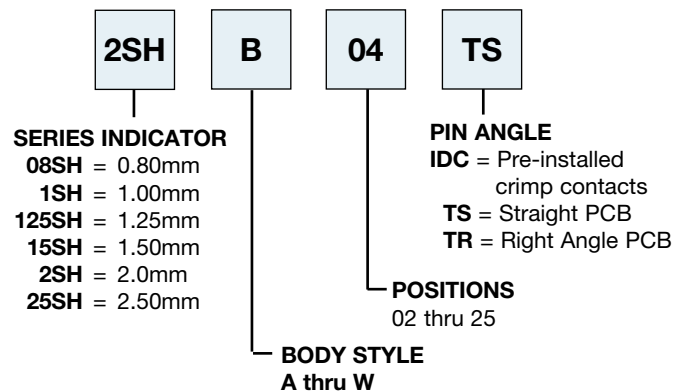 2SH B 04 TS
SERIES INDICATOR
08SH = 0.80mm
1SH = 1.00mm
125SH = 1.25mm
15SH = 1.50mm
2SH = 2.0mm
25SH = 2.50mm
PIN ANGLE
IDC = Pre-installed
crimp contacts
TS = Straight PCB
TR = Right Angle PCB
POSITIONS
02 thru 25
BODY STYLE
A thru W